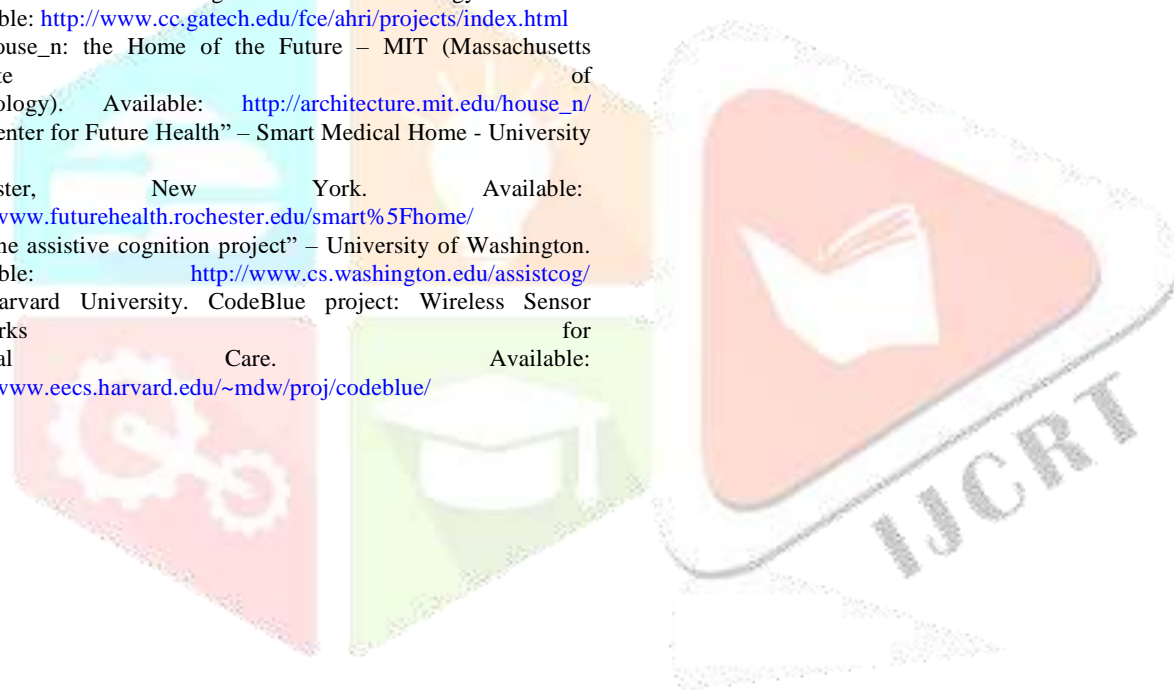 ble: http://www.cc.gatech.edu/fce/ahri/projects/index.html
ouse_n: the Home of the Future – MIT (Massachusetts
te of
ology). Available: http://architecture.mit.edu/house_n/
enter for Future Health” – Smart Medical Home - University
ster, New York. Available:
www.futurehealth.rochester.edu/smart%5Fhome/
ne assistive cognition project” – University of Washington.
ble: http://www.cs.washington.edu/assistcog/
arvard University. CodeBlue project: Wireless Sensor
rks for
al Care. Available:
www.eecs.harvard.edu/~mdw/proj/codeblue/
IJCRT